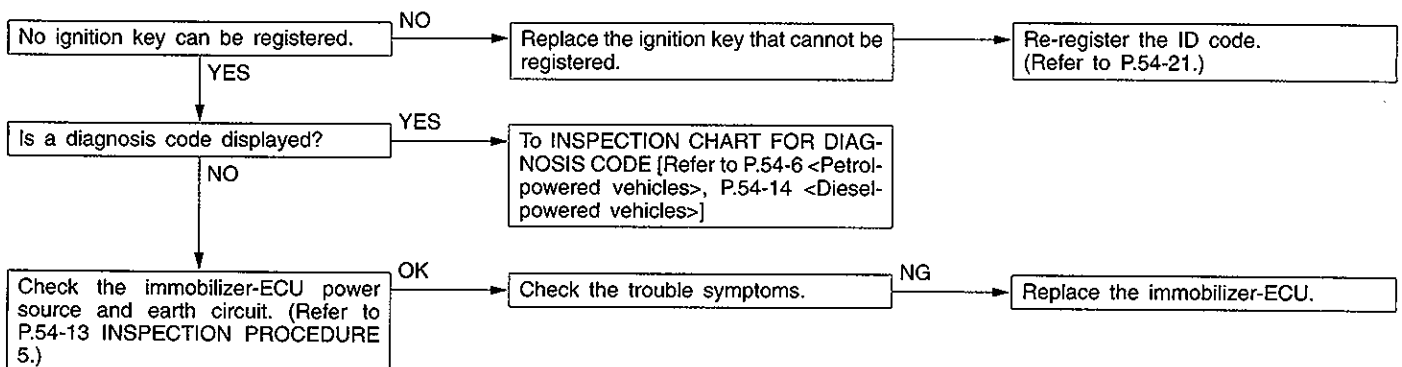 No ignition key can be registered.
NO
Replace the ignition key that cannot be
registered.
Re-register the ID code.
(Refer to P.54-21.)
YES
Is a diagnosis code displayed?
YES
To INSPECTION CHART FOR DIAG-
NOSIS CODE [Refer to P.54-6 <Petrol-
powered vehicles>, P.54-14 <Diesel-
powered vehicles>]
NO
Check the immobilizer-ECU power
source and earth circuit. (Refer to
P.54-13 INSPECTION PROCEDURE
5.)
OK
Check the trouble symptoms.
NG
Replace the immobilizer-ECU.